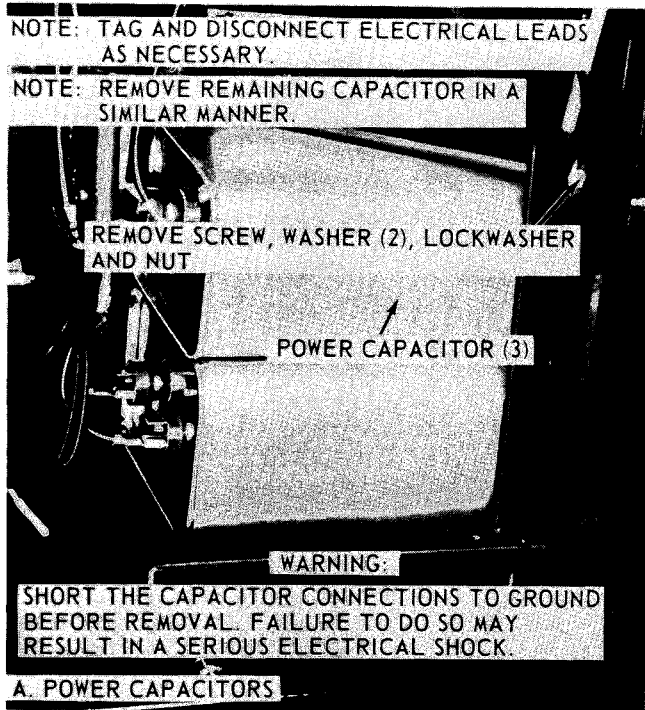 NOTE: TAG AND DISCONNECT ELECTRICAL LEADS
AS NECESSARY.
NOTE: REMOVE REMAINING CAPACITOR IN A
SIMILAR MANNER.
REMOVE SCREW, WASHER (2), LOCKWASHER
AND NUT
POWER CAPACITOR (3)
WARNING:
SHORT THE CAPACITOR CONNECTIONS TO GROUND
BEFORE REMOVAL. FAILURE TO DO SO MAY
RESULT IN A SERIOUS ELECTRICAL SHOCK.
A. POWER CAPACITORS